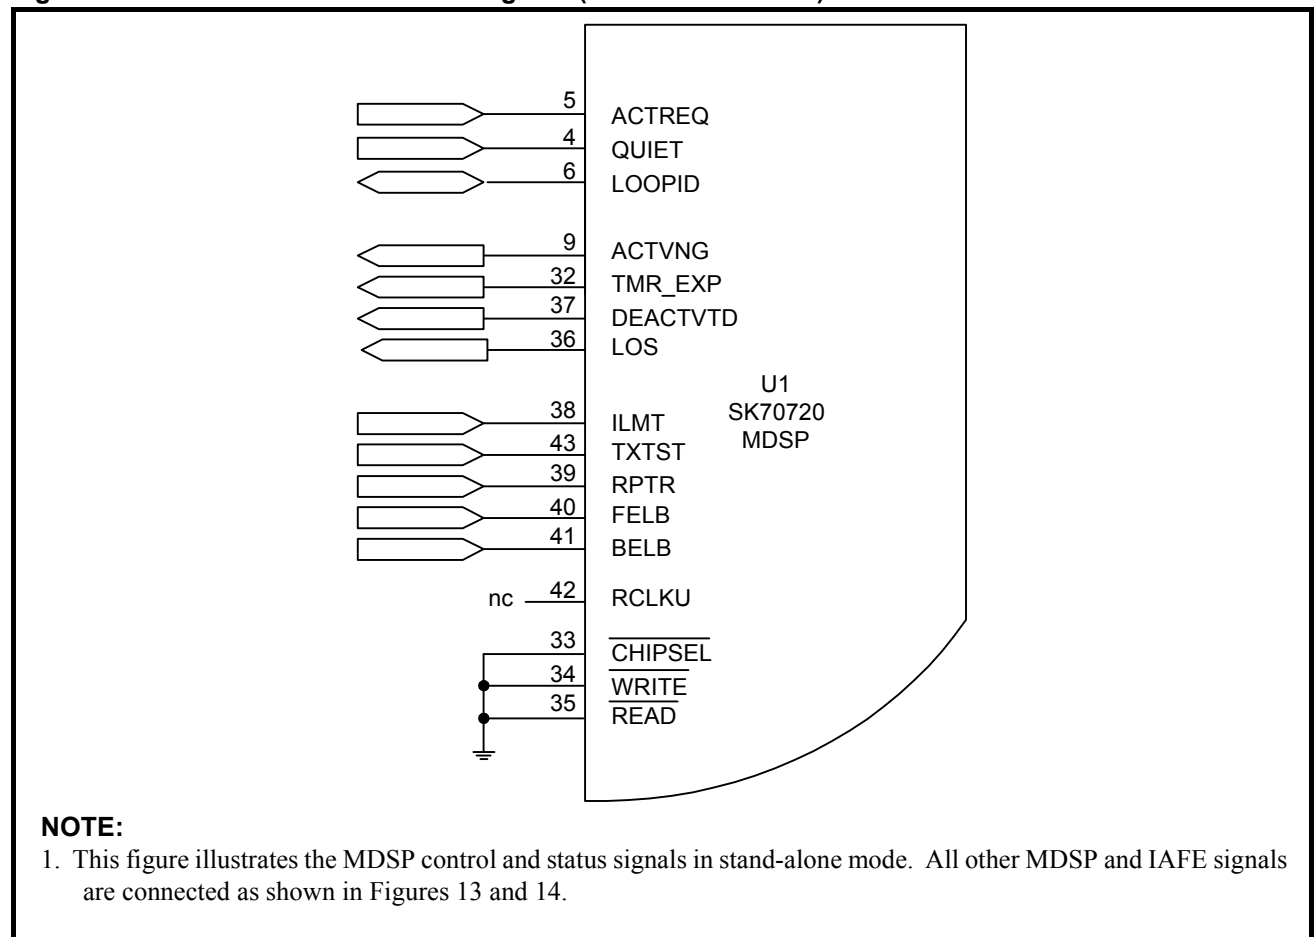 5 ACTREQ
4 QUIET
6 LOOPID
9 ACTVNG
32 TMR_EXP
37 DEACTVTD
36 LOS
U1
SK70720
MDSP
38 ILMT
43 TXTST
39 RPTR
40 FELB
41 BELB
nc 42 RCLKU
33 CHIPSEL
34 WRITE
35 READ
NOTE:
1. This figure illustrates the MDSP control and status signals in stand-alone mode. All other MDSP and IAFE signals
are connected as shown in Figures 13 and 14.